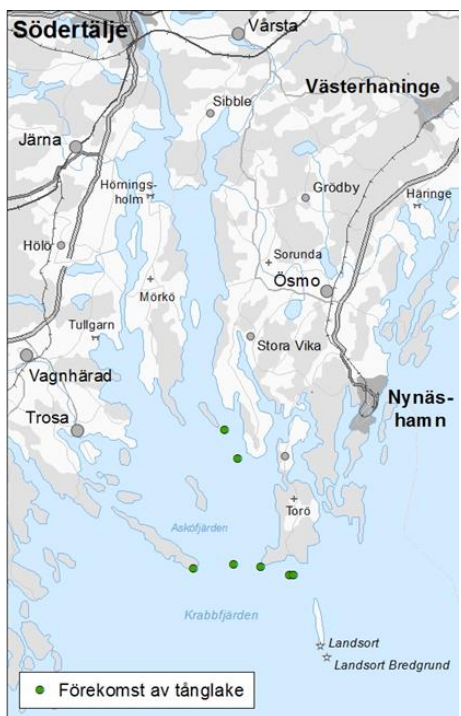 Södertälje
Vårsta
Västerhaninge
Sibble
Järna
Hörnings-
holm
Grödby
Häringe
Hölö
Sorunda
Mörkö
Ösmo
Tullgarn
Stora Vika
Vagnhärad
Nynäs-
hamn
Trosa
Torö
Asköfjärden
Krabbfjärden
Landsort
Landsort Bredgrund
Förekomst av tånglake